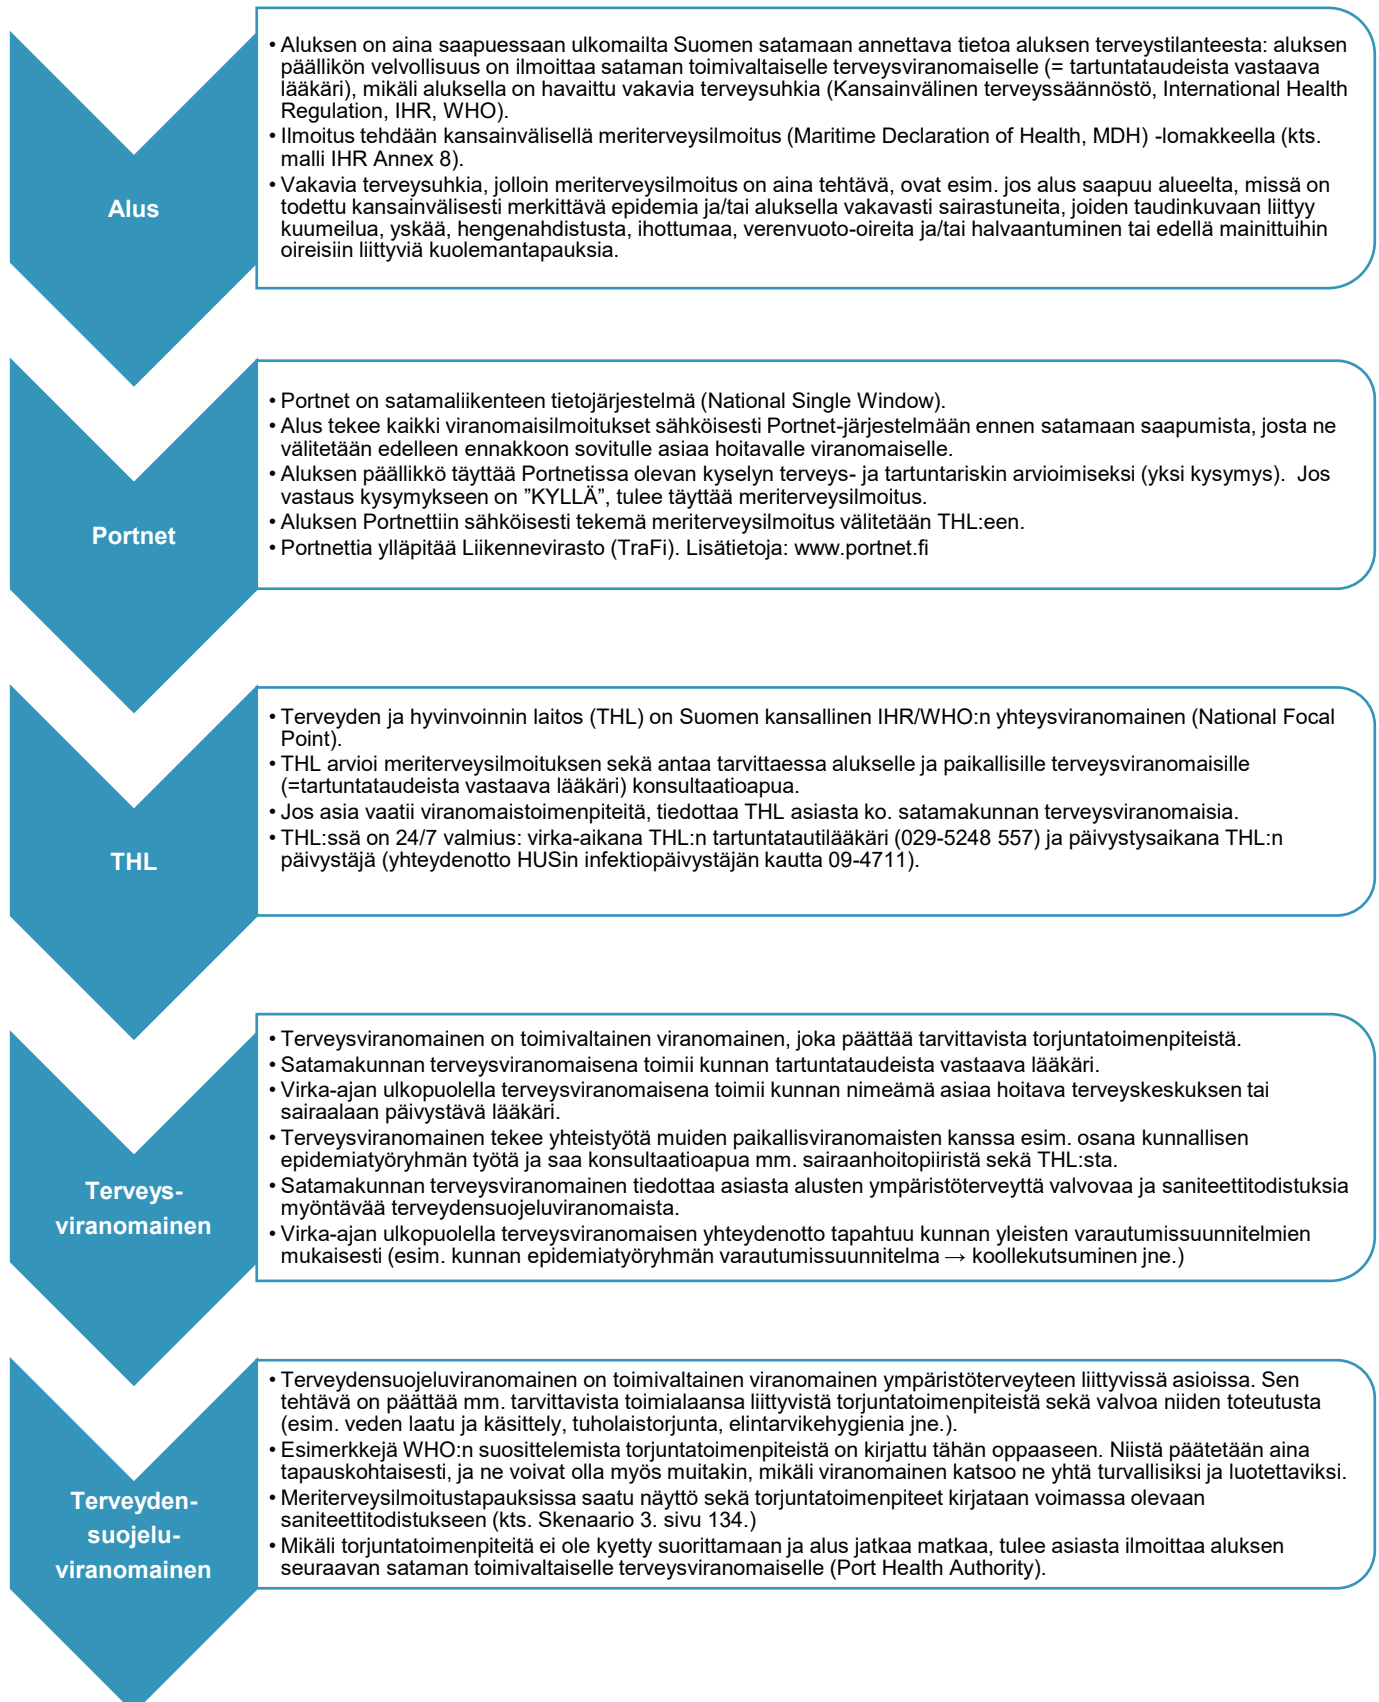 Alus
• Aluksen on aina saapuessaan ulkomailta Suomen satamaan annettava tietoa aluksen terveystilanteesta: aluksen
päällikön velvollisuus on ilmoittaa sataman toimivaltaiselle terveysviranomaiselle (= tartuntataudeista vastaava
lääkäri), mikäli aluksella on havaittu vakavia terveysuhkia (Kansainvälinen terveyssäännöstö, International Health
Regulation, IHR, WHO).
• Ilmoitus tehdään kansainvälisellä meriterveysilmoitus (Maritime Declaration of Health, MDH) -lomakkeella (kts.
malli IHR Annex 8).
• Vakavia terveysuhkia, jolloin meriterveysilmoitus on aina tehtävä, ovat esim. jos alus saapuu alueelta, missä on
todettu kansainvälisesti merkittävä epidemia ja/tai aluksella vakavasti sairastuneita, joiden taudinkuvaan liittyy
kuumeilua, yskää, hengenahdistusta, ihottumaa, verenvuoto-oireita ja/tai halvaantuminen tai edellä mainittuihin
oireisiin liittyviä kuolemantapauksia.
Portnet
• Portnet on satamaliikenteen tietojärjestelmä (National Single Window).
• Alus tekee kaikki viranomaisilmoitukset sähköisesti Portnet-järjestelmään ennen satamaan saapumista, josta ne
välitetään edelleen ennakkoon sovitulle asiaa hoitavalle viranomaiselle.
• Aluksen päällikkö täyttää Portnetissa olevan kyselyn terveys- ja tartuntariskin arvioimiseksi (yksi kysymys). Jos
vastaus kysymykseen on ”KYLLÄ”, tulee täyttää meriterveysilmoitus.
• Aluksen Portnettiin sähköisesti tekemä meriterveysilmoitus välitetään THL:een.
• Portnettia ylläpitää Liikennevirasto (TraFi). Lisätietoja: www.portnet.fi
THL
• Terveyden ja hyvinvoinnin laitos (THL) on Suomen kansallinen IHR/WHO:n yhteysviranomainen (National Focal
Point).
• THL arvioi meriterveysilmoituksen sekä antaa tarvittaessa alukselle ja paikallisille terveysviranomaisille
(=tartuntataudeista vastaava lääkäri) konsultaatioapua.
• Jos asia vaatii viranomaistoimenpiteitä, tiedottaa THL asiasta ko. satamakunnan terveysviranomaisia.
• THL:ssä on 24/7 valmius: virka-aikana THL:n tartuntatautilääkäri (029-5248 557) ja päivystysaikana THL:n
päivystäjä (yhteydenotto HUSin infektiopäivystäjän kautta 09-4711).
Terveys-
viranomainen
• Terveysviranomainen on toimivaltainen viranomainen, joka päättää tarvittavista torjuntatoimenpiteistä.
• Satamakunnan terveysviranomaisena toimii kunnan tartuntataudeista vastaava lääkäri.
• Virka-ajan ulkopuolella terveysviranomaisena toimii kunnan nimeämä asiaa hoitava terveyskeskuksen tai
sairaalaan päivystävä lääkäri.
• Terveysviranomainen tekee yhteistyötä muiden paikallisviranomaisten kanssa esim. osana kunnallisen
epidemiatyöryhmän työtä ja saa konsultaatioapua mm. sairaanhoitopiiristä sekä THL:sta.
• Satamakunnan terveysviranomainen tiedottaa asiasta alusten ympäristöterveyttä valvovaa ja saniteettitodistuksia
myöntävää terveydensuojeluviranomaista.
• Virka-ajan ulkopuolella terveysviranomaisen yhteydenotto tapahtuu kunnan yleisten varautumissuunnitelmien
mukaisesti (esim. kunnan epidemiatyöryhmän varautumissuunnitelma → koollekutsuminen jne.)
Terveyden-
suojelu-
viranomainen
• Terveydensuojeluviranomainen on toimivaltainen viranomainen ympäristöterveyteen liittyvissä asioissa. Sen
tehtävä on päättää mm. tarvittavista toimialaansa liittyvistä torjuntatoimenpiteistä sekä valvoa niiden toteutusta
(esim. veden laatu ja käsittely, tuholaistorjunta, elintarvikehygienia jne.).
• Esimerkkejä WHO:n suosittelemista torjuntatoimenpiteistä on kirjattu tähän oppaaseen. Niistä päätetään aina
tapauskohtaisesti, ja ne voivat olla myös muitakin, mikäli viranomainen katsoo ne yhtä turvallisiksi ja luotettaviksi.
• Meriterveysilmoitustapauksissa saatu näyttö sekä torjuntatoimenpiteet kirjataan voimassa olevaan
saniteettitodistukseen (kts. Skenaario 3. sivu 134.)
• Mikäli torjuntatoimenpiteitä ei ole kyetty suorittamaan ja alus jatkaa matkaa, tulee asiasta ilmoittaa aluksen
seuraavan sataman toimivaltaiselle terveysviranomaiselle (Port Health Authority).